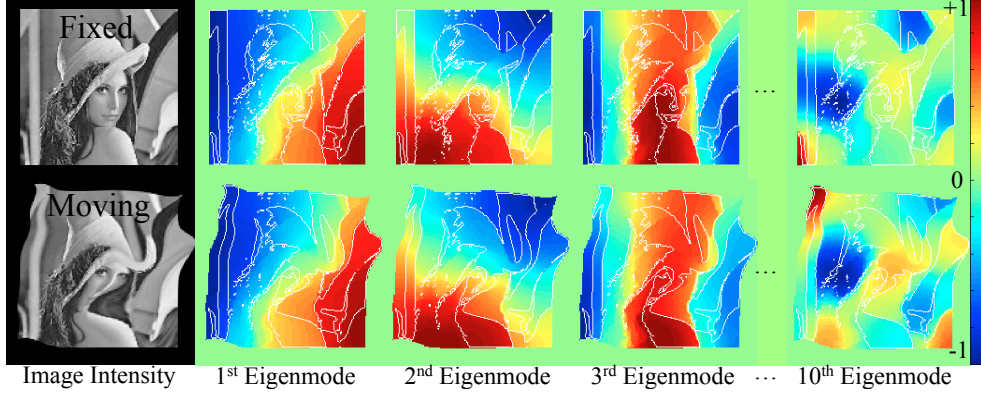 Fixed
+1
...
0
Moving
...
-1
Image Intensity
1st Eigenmode
2nd Eigenmode
3rd Eigenmode
...
10th Eigenmode